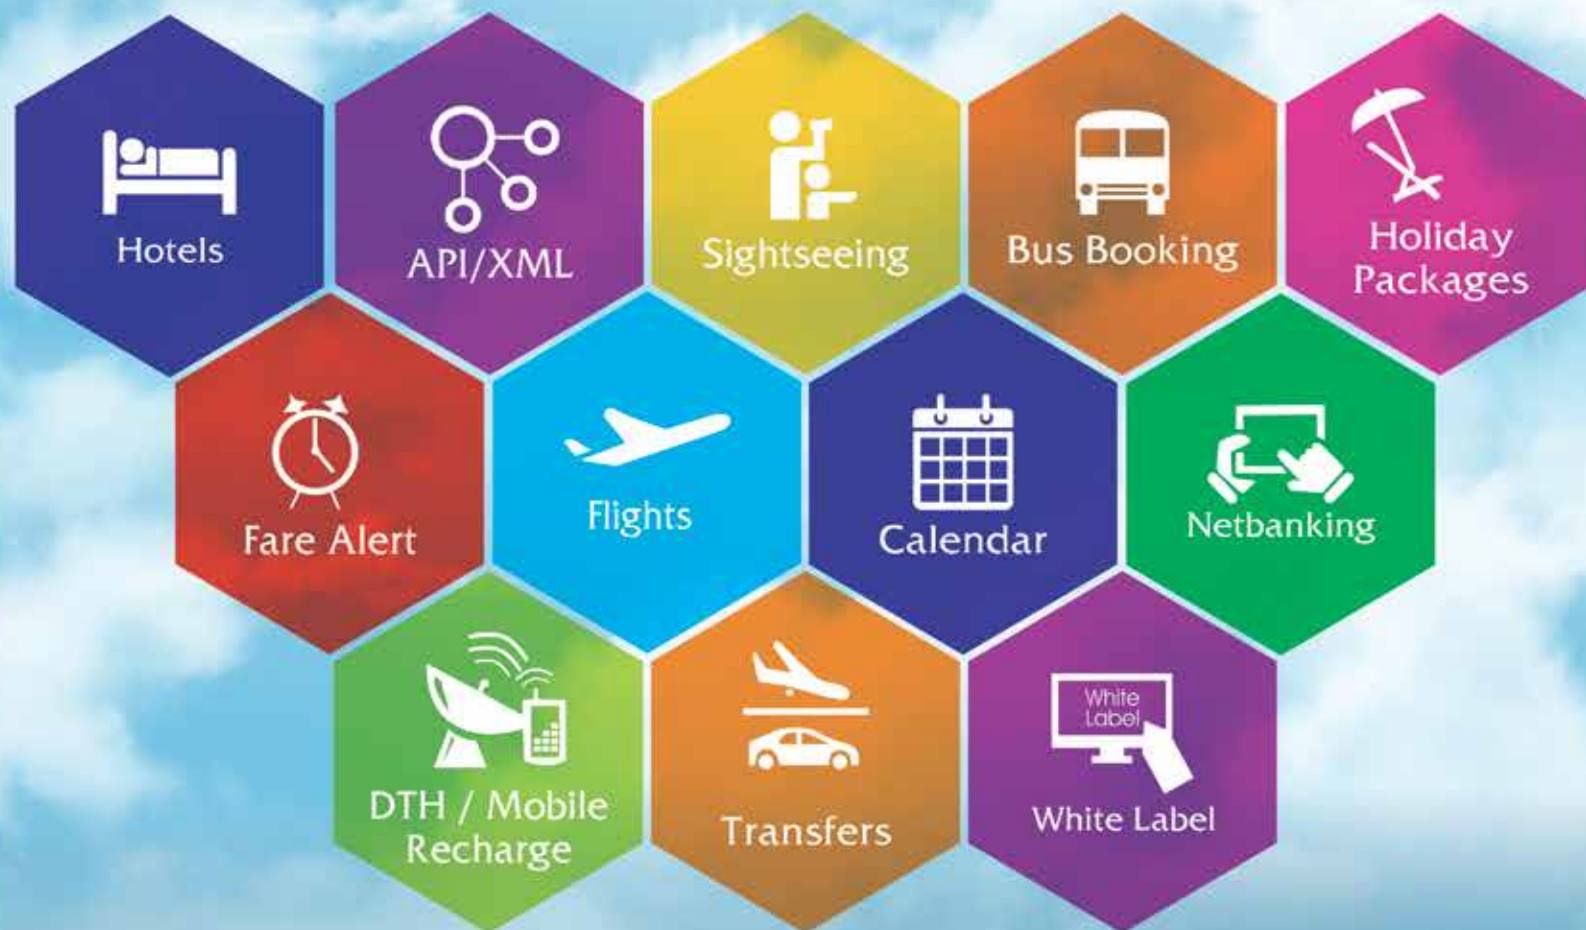 Hotels
API/XML
Sightseeing
Bus Booking
Holiday
Packages
Fare Alert
Flights
Calendar
Netbanking
DTH / Mobile
Recharge
Transfers
White
Label
White Label